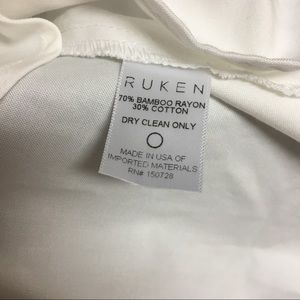 RUKEN
70% BAMBOO RAYON
30% COTTON
DRY CLEAN ONLY
MADE IN USA OF
IMPORTED MATERIALS
RN# 150728